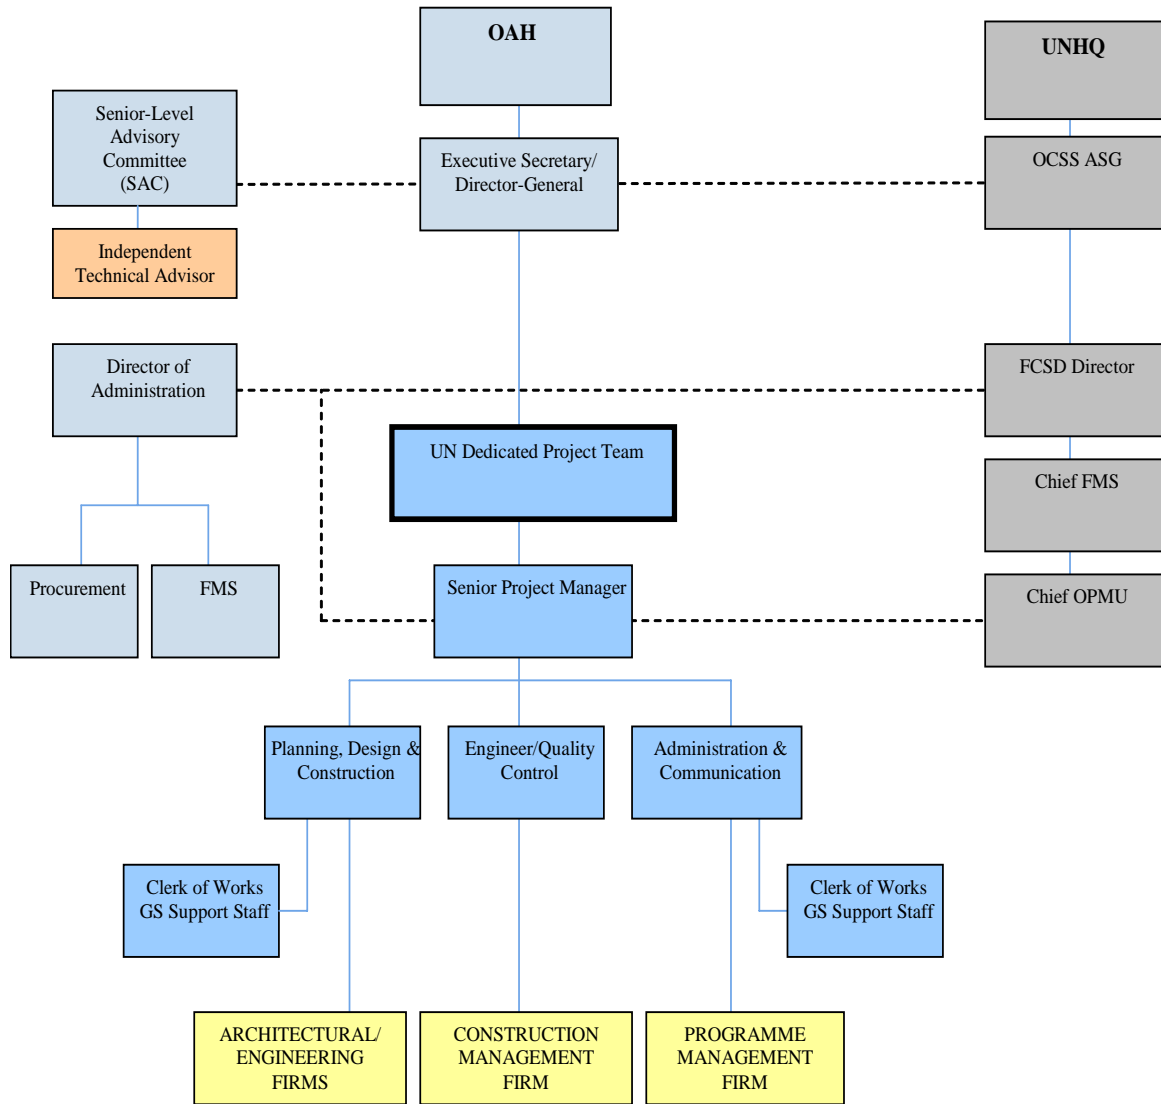 OAH
UNHQ
Senior-Level
Advisory
Committee
(SAC)
Executive Secretary/
Director-General
OCSS ASG
Independent
Technical Advisor
Director of
Administration
FCSD Director
UN Dedicated Project Team
Chief FMS
Procurement
FMS
Senior Project Manager
Chief OPMU
Planning, Design &
Construction
Engineer/Quality
Control
Administration &
Communication
Clerk of Works
GS Support Staff
Clerk of Works
GS Support Staff
ARCHITECTURAL/
ENGINEERING
FIRMS
CONSTRUCTION
MANAGEMENT
FIRM
PROGRAMME
MANAGEMENT
FIRM